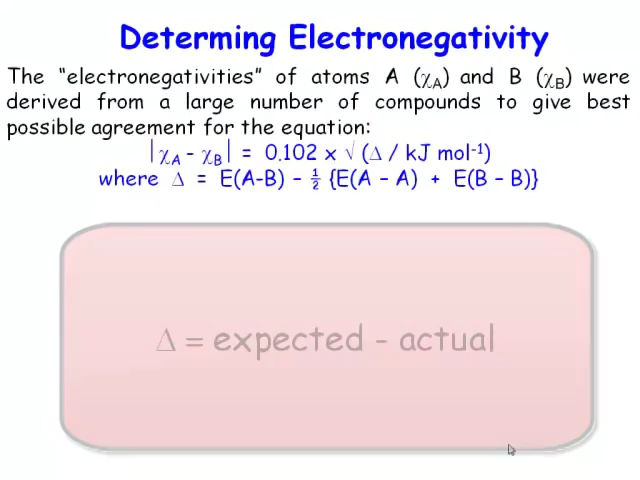 Determing Electronegativity
The “electronegativities” of atoms A (χA) and B (χB) were
derived from a large number of compounds to give best
possible agreement for the equation:
|χA - χB| = 0.102 x √ (Δ / kJ mol-1)
where Δ = E(A-B) – ½ {E(A – A) + E(B – B)}
Δ = expected - actual